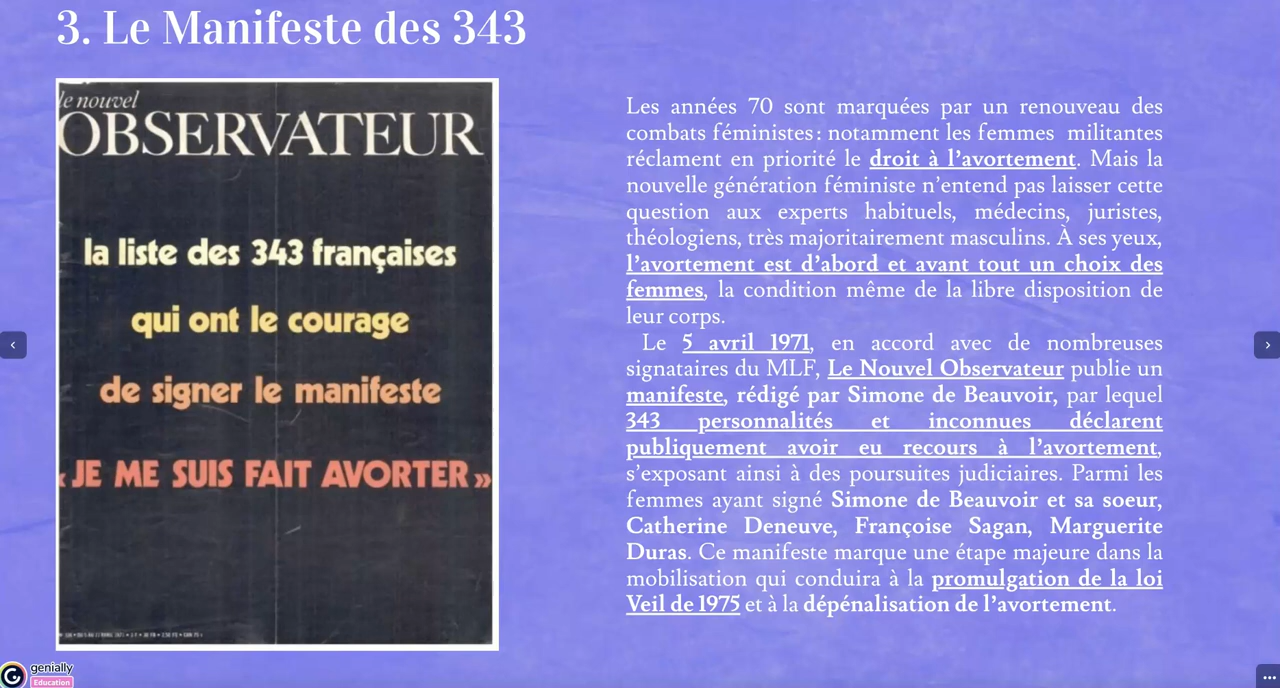 3. Le Manifeste des 343
le nouvel
OBSERVATEUR
la liste des 343 françaises
qui ont le courage
de signer le manifeste
« JE ME SUIS FAIT AVORTER »
Les années 70 sont marquées par un renouveau des
combats féministes : notamment les femmes militantes
réclament en priorité le droit à l’avortement. Mais la
nouvelle génération féministe n’entend pas laisser cette
question aux experts habituels, médecins, juristes,
théologiens, très majoritairement masculins. À ses yeux,
l’avortement est d’abord et avant tout un choix des
femmes, la condition même de la libre disposition de
leur corps.
Le 5 avril 1971, en accord avec de nombreuses
signataires du MLF, Le Nouvel Observateur publie un
manifeste, rédigé par Simone de Beauvoir, par lequel
343 personnalités et inconnues déclarent
publiquement avoir eu recours à l’avortement,
s’exposant ainsi à des poursuites judiciaires. Parmi les
femmes ayant signé Simone de Beauvoir et sa soeur,
Catherine Deneuve, Françoise Sagan, Marguerite
Duras. Ce manifeste marque une étape majeure dans la
mobilisation qui conduira à la promulgation de la loi
Veil de 1975 et à la dépénalisation de l’avortement.
genially
Education